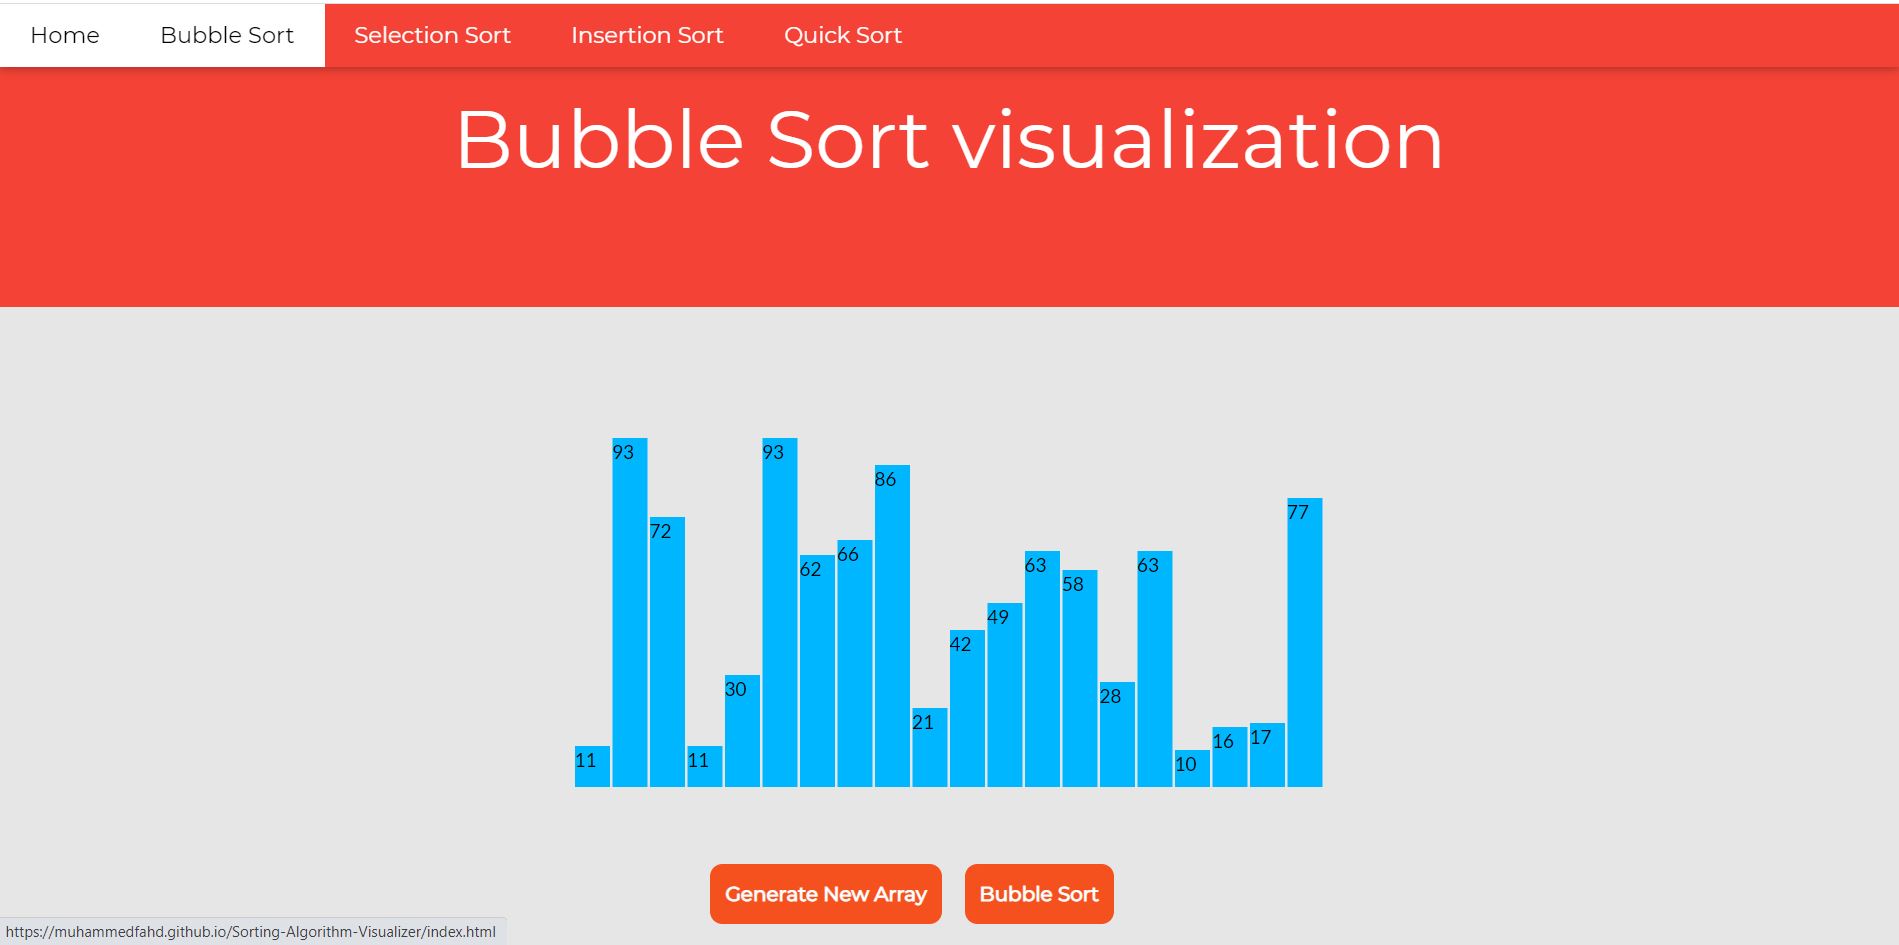 Home Bubble Sort Selection Sort Insertion Sort Quick Sort
Bubble Sort visualization
11 93 72 11 30 93 62 66 86 21 42 49 63 58 28 63 10 16 17 77
Generate New Array Bubble Sort
https://muhammedfahd.github.io/Sorting-Algorithm-Visualizer/index.html